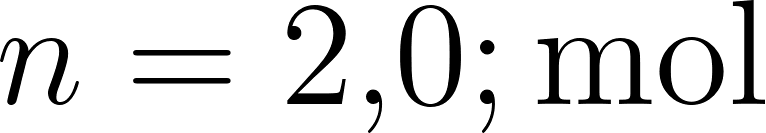 n = 2,0; mol